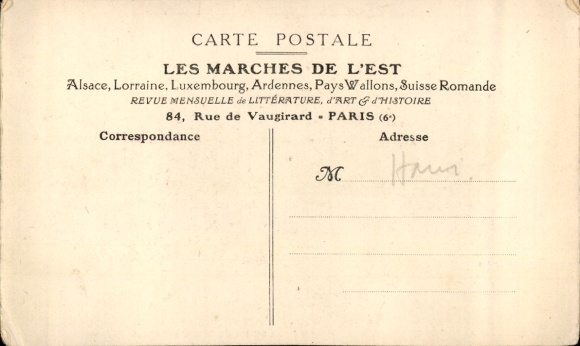 CARTE POSTALE
LES MARCHES DE L'EST
Alsace, Lorraine, Luxembourg, Ardennes, Pays Wallons, Suisse Romande
REVUE MENSUELLE de LITTÉRATURE, d'ART & d'HISTOIRE
84, Rue de Vaugirard - PARIS (6e)
Correspondance
Adresse
M